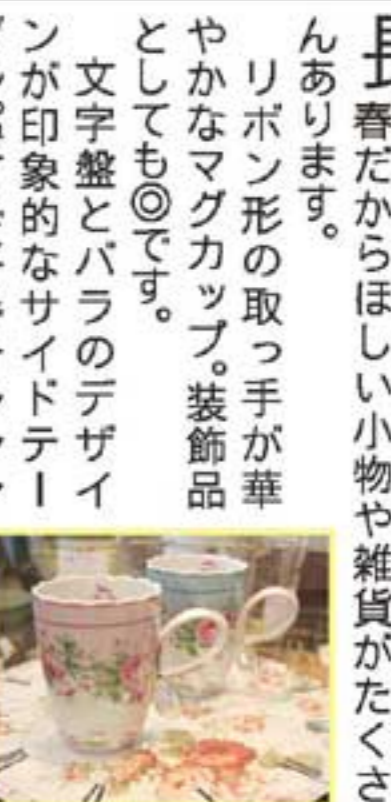 春だからほしい小物や雑貨がたくさ
んあります。
リボン形の取っ手が華
やかなマグカップ。装飾品
としても◎です。
文字盤とバラのデザイ
ンが印象的なサイドテー